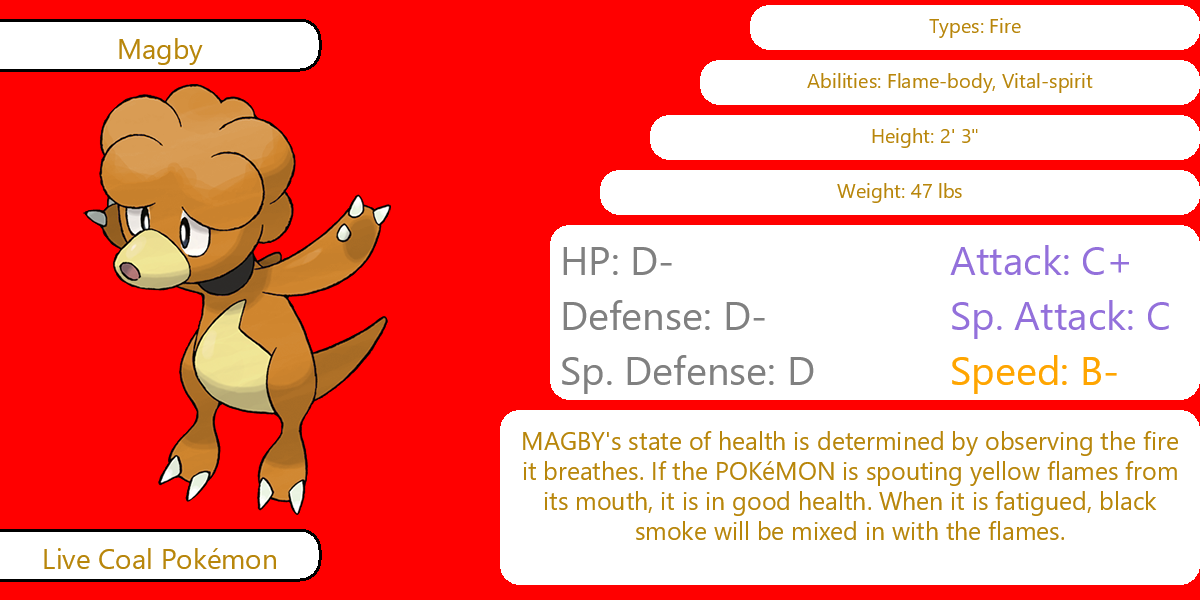 Magby
Types: Fire
Abilities: Flame-body, Vital-spirit
Height: 2' 3"
Weight: 47 lbs
HP: D-
Attack: C+
Defense: D-
Sp. Attack: C
Sp. Defense: D
Speed: B-
MAGBY's state of health is determined by observing the fire
it breathes. If the POKéMON is spouting yellow flames from
its mouth, it is in good health. When it is fatigued, black
smoke will be mixed in with the flames.
Live Coal Pokémon